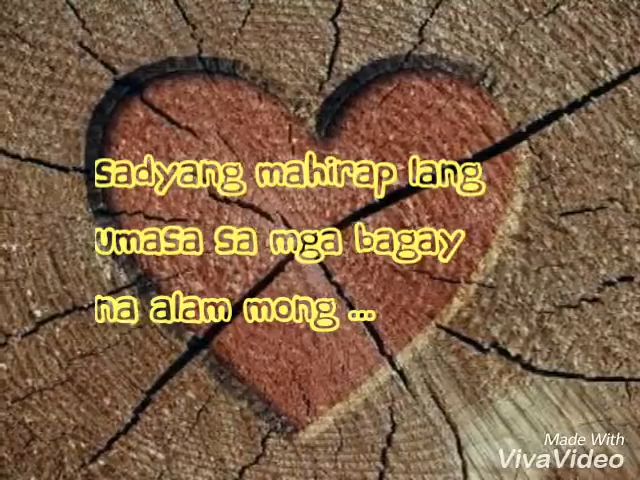 sadyang mahirap lang
umasa sa mga bagay
na alam mong ...
Made With
VivaVideo